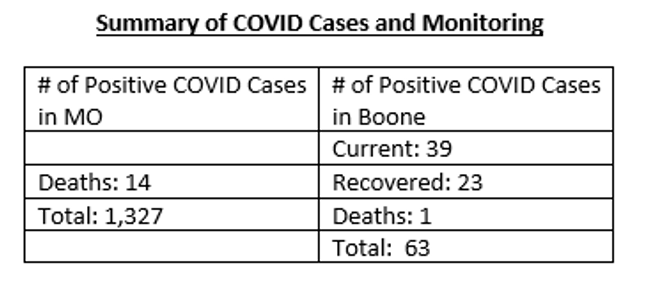 Summary of COVID Cases and Monitoring
# of Positive COVID Cases in MO
# of Positive COVID Cases in Boone
Current: 39
Deaths: 14
Recovered: 23
Total: 1,327
Deaths: 1
Total: 63